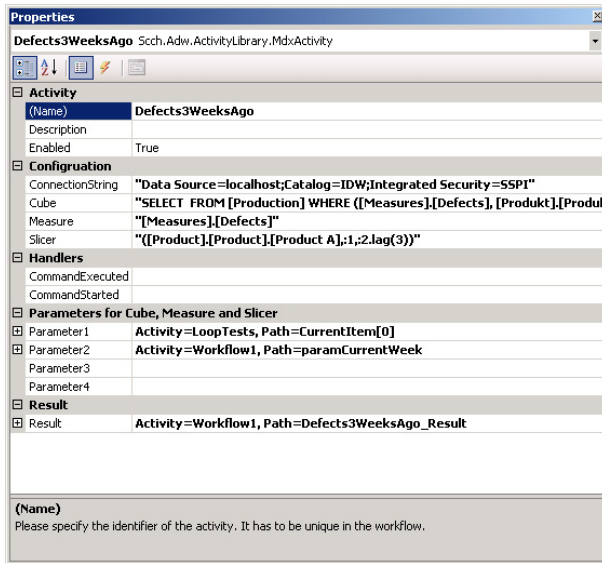 Properties
Defects3WeeksAgo Scch.Adw.ActivityLibrary.MdxActivity
Activity
(Name) Defects3WeeksAgo
Description
Enabled True
Configruation
ConnectionString "Data Source=localhost;Catalog=IDW;Integrated Security=SSPI"
Cube "SELECT FROM [Production] WHERE ([Measures].[Defects], [Produkt].[Produl
Measure "[Measures].[Defects]"
Slicer "([Product].[Product].[Product A],:1,:2.lag(3))"
Handlers
CommandExecuted
CommandStarted
Parameters for Cube, Measure and Slicer
Parameter1 Activity=LoopTests, Path=CurrentItem[0]
Parameter2 Activity=Workflow1, Path=paramCurrentWeek
Parameter3
Parameter4
Result
Result Activity=Workflow1, Path=Defects3WeeksAgo_Result
(Name)
Please specify the identifier of the activity. It has to be unique in the workflow.